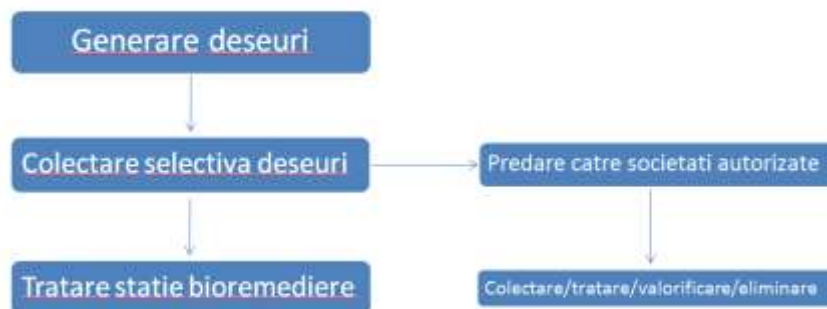 Generare deseuri
Colectare selectiva deseuri
Predare catre societati autorizate
Tratare statie bioremediere
Colectare/tratare/valorificare/eliminare